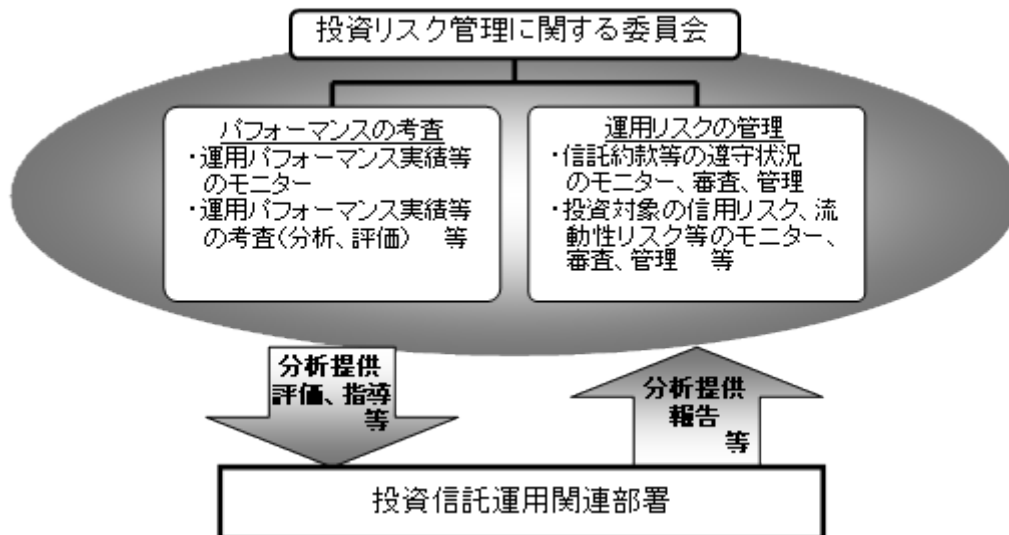 投資リスク管理に関する委員会
パフォーマンスの考査
・運用パフォーマンス実績等
のモニター
・運用パフォーマンス実績等
の考査(分析、評価) 等
運用リスクの管理
・信託約款等の遵守状況
のモニター、審査、管理
・投資対象の信用リスク、流
動性リスク等のモニター、
審査、管理 等
分析提供
評価、指導
等
分析提供
報告
等
投資信託運用関連部署